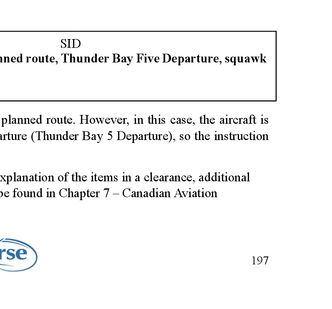 SID
nned route, Thunder Bay Five Departure, squawk
planned route. However, in this case, the aircraft is
arture (Thunder Bay 5 Departure), so the instruction
xplanation of the items in a clearance, additional
be found in Chapter 7 – Canadian Aviation
rse
197